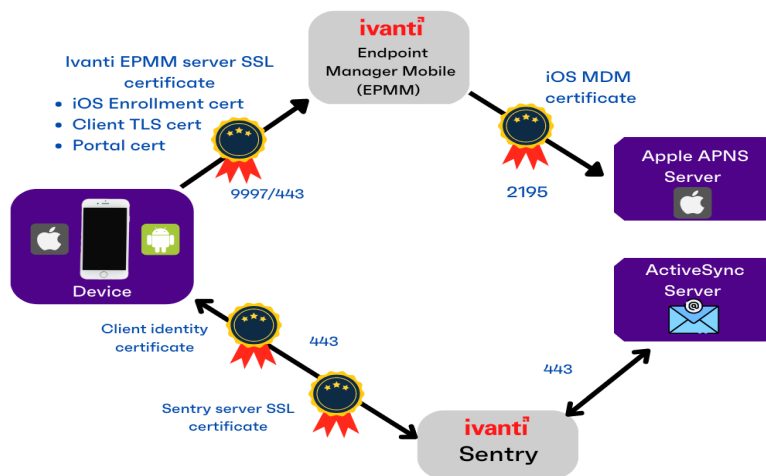 ivanti
Endpoint
Manager Mobile
(EPMM)
Ivanti EPMM server SSL
certificate
• iOS Enrollment cert
• Client TLS cert
• Portal cert
iOS MDM
certificate
9997/443
2195
Apple APNS
Server
Device
ActiveSync
Server
@
Client identity
certificate
443
443
Sentry server SSL
certificate
ivanti
Sentry